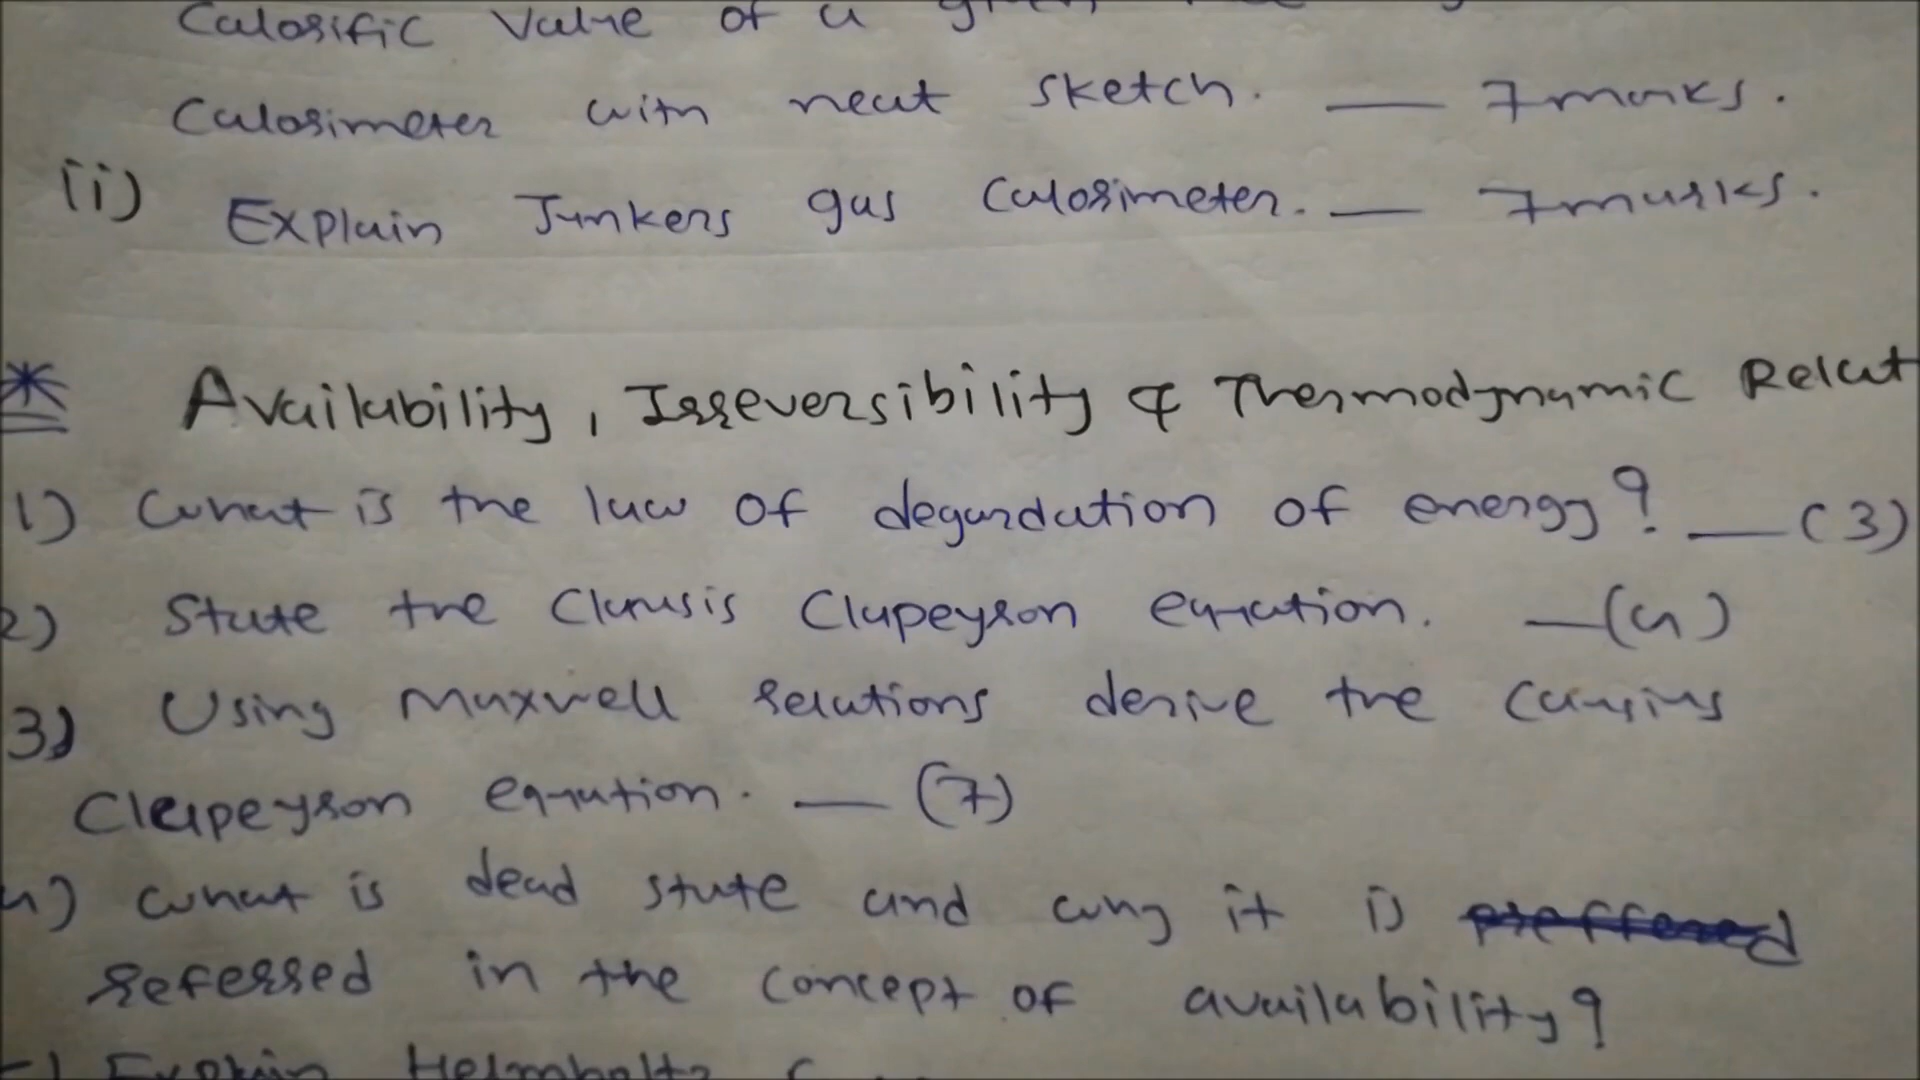 Calorific Value of a
Calorimeter with neat sketch. — 7 marks.
ii) Explain Junkers gas Calorimeter. — 7 marks.
* Availability, Irreversibility & Thermodynamic Relat
1) What is the law of degardation of energy? — (3)
2) State the Clausis Clapeyron equation. — (4)
3) Using Maxwell relations derive the
Clapeyron equation. — (7)
4) What is dead state and why it is
referred in the concept of availability?
Explain Helmholtz